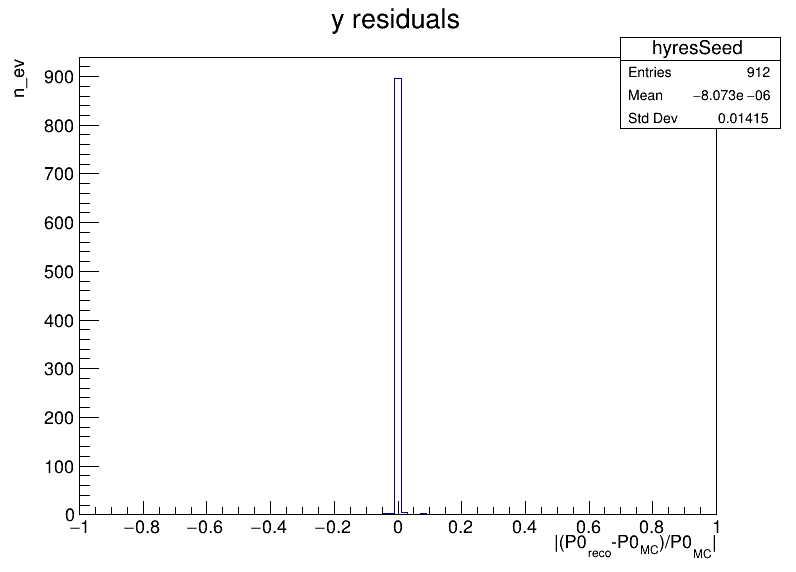 y residuals
hyresSeed
Entries 912
Mean −8.073e−06
Std Dev 0.01415
n_ev
900
800
700
600
500
400
300
200
100
0
−1 −0.8 −0.6 −0.4 −0.2 0 0.2 0.4 0.6 0.8 1
|(P0reco-P0MC)/P0MC|